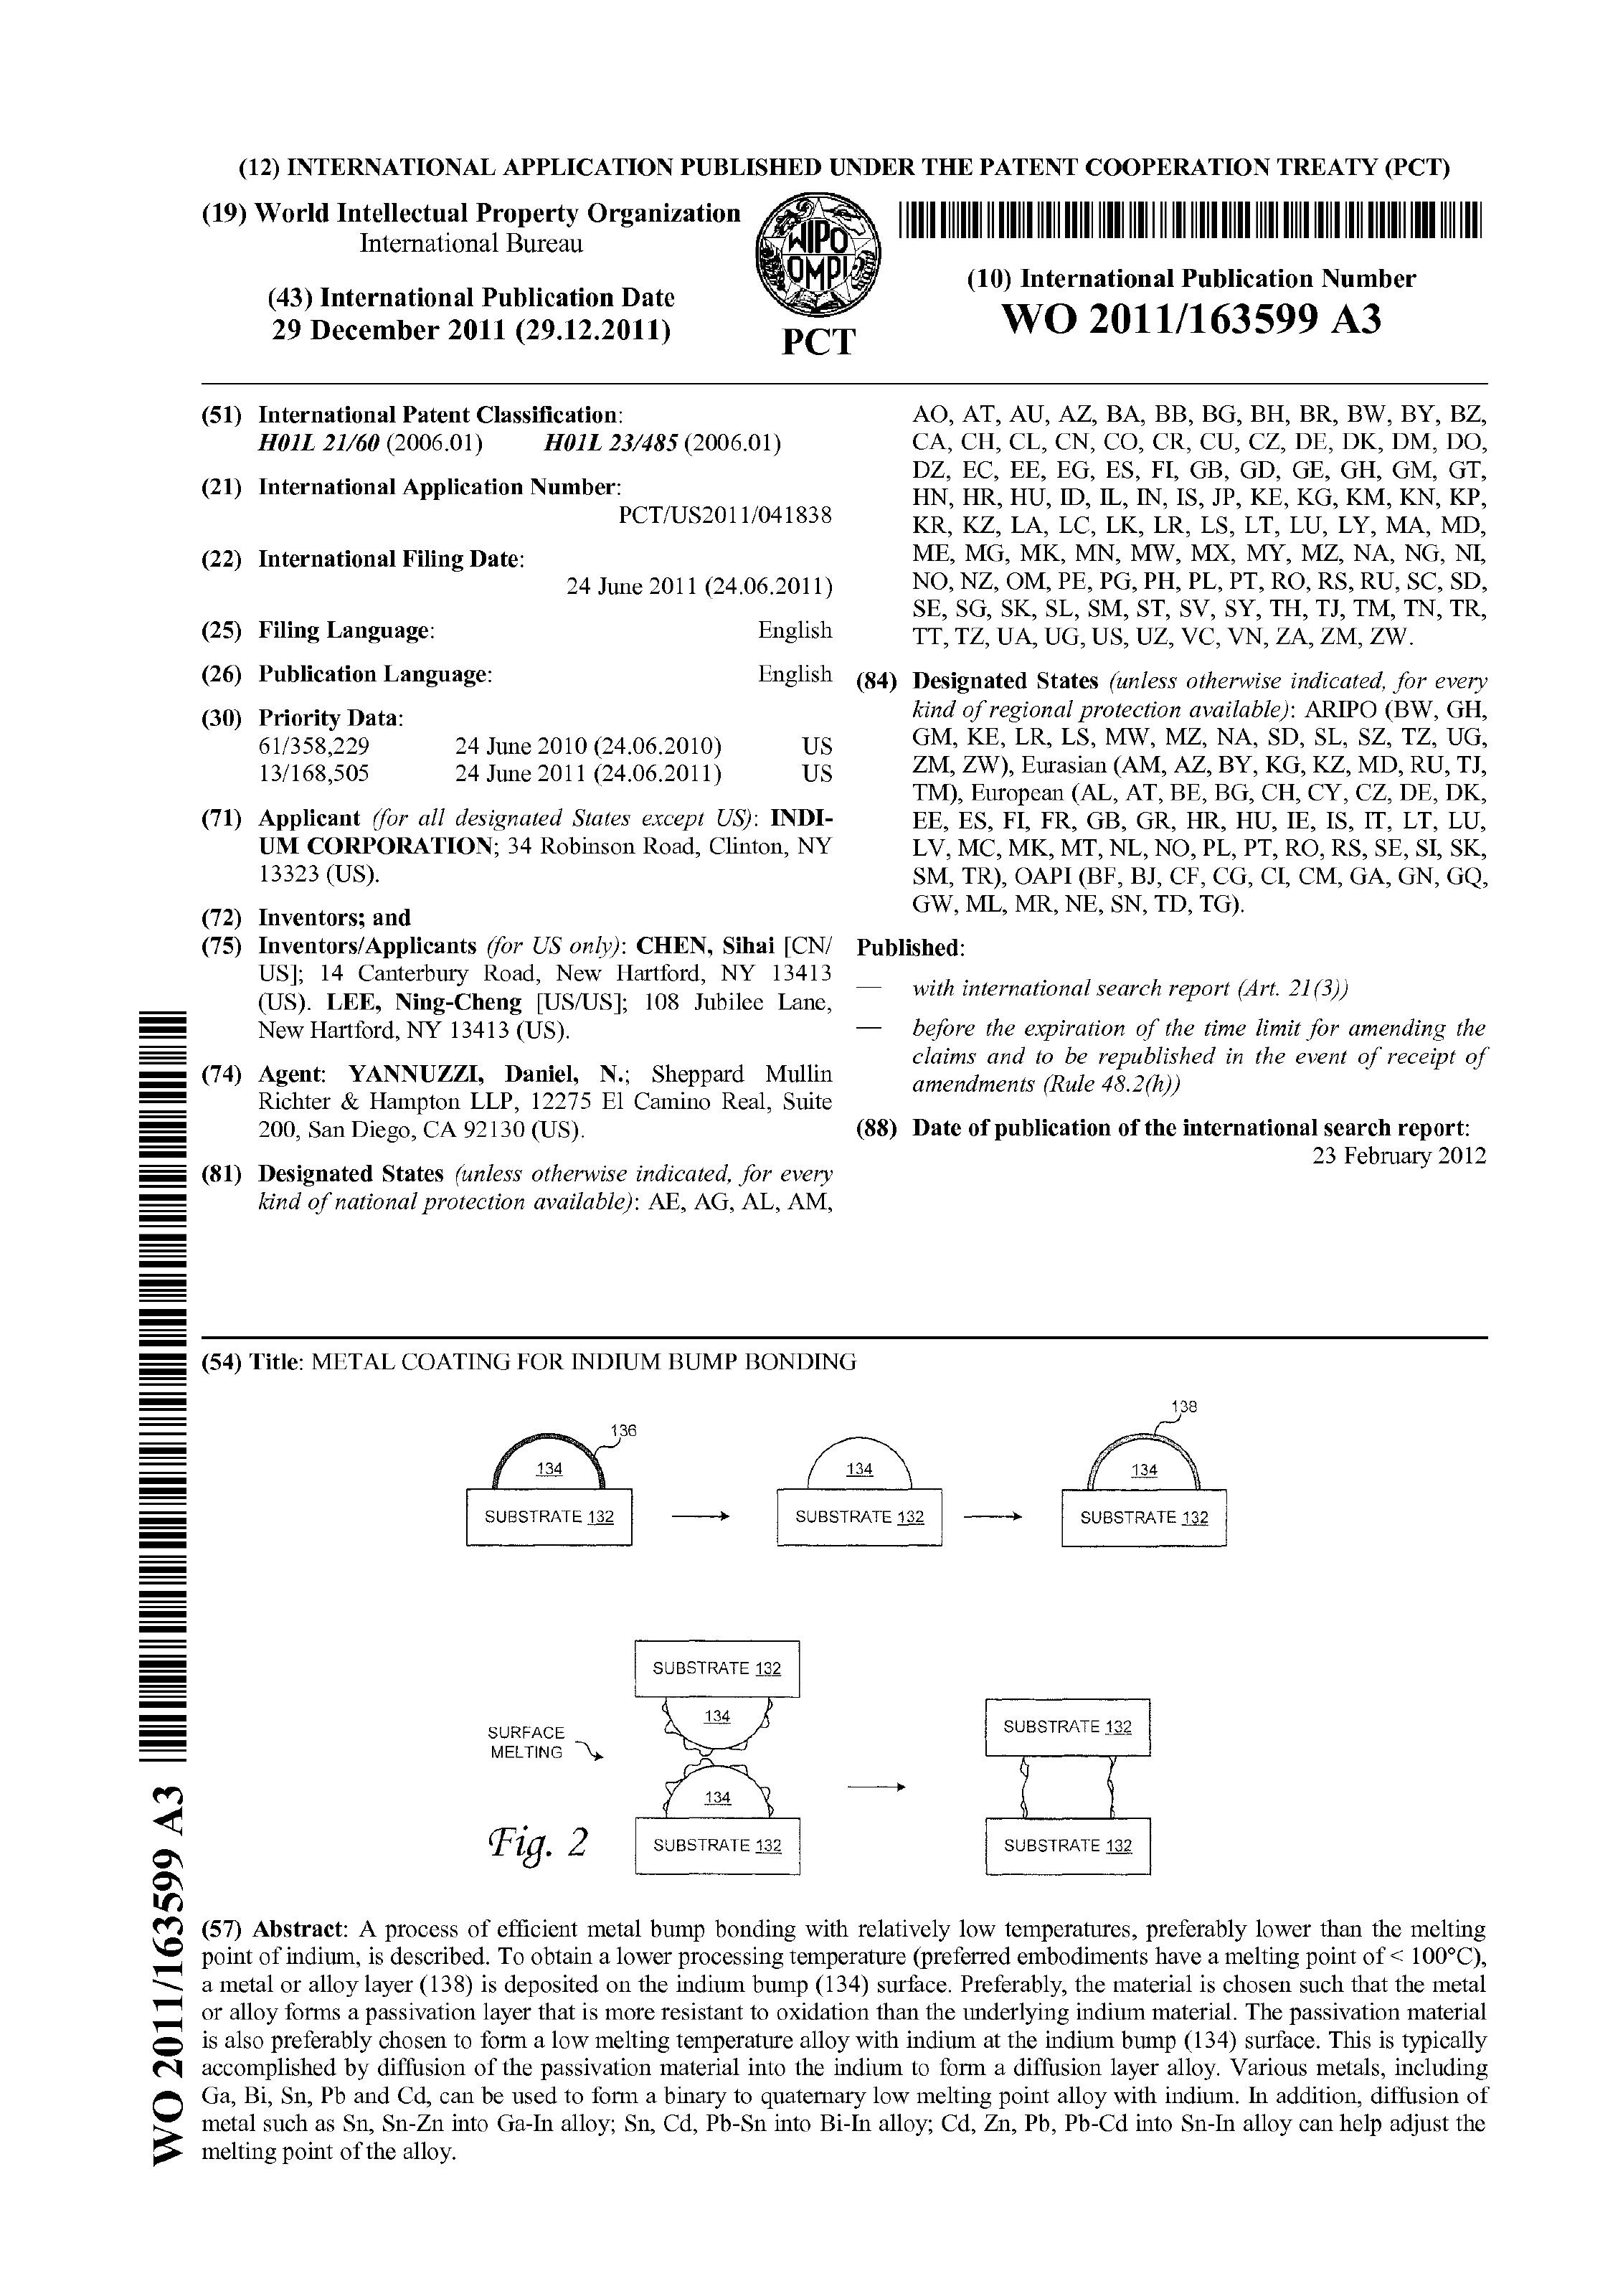 (12) INTERNATIONAL APPLICATION PUBLISHED UNDER THE PATENT COOPERATION TREATY (PCT)
(19) World Intellectual Property Organization
International Bureau
(43) International Publication Date
29 December 2011 (29.12.2011)
WIPO
OMPI
PCT
(10) International Publication Number
WO 2011/163599 A3
(51) International Patent Classification:
H01L 21/60 (2006.01) H01L 23/485 (2006.01)
(21) International Application Number:
PCT/US2011/041838
(22) International Filing Date:
24 June 2011 (24.06.2011)
(25) Filing Language: English
(26) Publication Language: English
(30) Priority Data:
61/358,229 24 June 2010 (24.06.2010) US
13/168,505 24 June 2011 (24.06.2011) US
(71) Applicant (for all designated States except US): INDI-
UM CORPORATION; 34 Robinson Road, Clinton, NY
13323 (US).
(72) Inventors; and
(75) Inventors/Applicants (for US only): CHEN, Sihai [CN/
US]; 14 Canterbury Road, New Hartford, NY 13413
(US). LEE, Ning-Cheng [US/US]; 108 Jubilee Lane,
New Hartford, NY 13413 (US).
(74) Agent: YANNUZZI, Daniel, N.; Sheppard Mullin
Richter & Hampton LLP, 12275 El Camino Real, Suite
200, San Diego, CA 92130 (US).
(81) Designated States (unless otherwise indicated, for every
kind of national protection available): AE, AG, AL, AM,
AO, AT, AU, AZ, BA, BB, BG, BH, BR, BW, BY, BZ,
CA, CH, CL, CN, CO, CR, CU, CZ, DE, DK, DM, DO,
DZ, EC, EE, EG, ES, FI, GB, GD, GE, GH, GM, GT,
HN, HR, HU, ID, IL, IN, IS, JP, KE, KG, KM, KN, KP,
KR, KZ, LA, LC, LK, LR, LS, LT, LU, LY, MA, MD,
ME, MG, MK, MN, MW, MX, MY, MZ, NA, NG, NI,
NO, NZ, OM, PE, PG, PH, PL, PT, RO, RS, RU, SC, SD,
SE, SG, SK, SL, SM, ST, SV, SY, TH, TJ, TM, TN, TR,
TT, TZ, UA, UG, US, UZ, VC, VN, ZA, ZM, ZW.
(84) Designated States (unless otherwise indicated, for every
kind of regional protection available): ARIPO (BW, GH,
GM, KE, LR, LS, MW, MZ, NA, SD, SL, SZ, TZ, UG,
ZM, ZW), Eurasian (AM, AZ, BY, KG, KZ, MD, RU, TJ,
TM), European (AL, AT, BE, BG, CH, CY, CZ, DE, DK,
EE, ES, FI, FR, GB, GR, HR, HU, IE, IS, IT, LT, LU,
LV, MC, MK, MT, NL, NO, PL, PT, RO, RS, SE, SI, SK,
SM, TR), OAPI (BF, BJ, CF, CG, CI, CM, GA, GN, GQ,
GW, ML, MR, NE, SN, TD, TG).
Published:
— with international search report (Art. 21(3))
— before the expiration of the time limit for amending the
claims and to be republished in the event of receipt of
amendments (Rule 48.2(h))
(88) Date of publication of the international search report:
23 February 2012
(54) Title: METAL COATING FOR INDIUM BUMP BONDING
136
138
134
134
134
SUBSTRATE 132
SUBSTRATE 132
SUBSTRATE 132
SUBSTRATE 132
134
SURFACE
MELTING
134
SUBSTRATE 132
SUBSTRATE 132
SUBSTRATE 132
Fig. 2
(57) Abstract: A process of efficient metal bump bonding with relatively low temperatures, preferably lower than the melting
point of indium, is described. To obtain a lower processing temperature (preferred embodiments have a melting point of < 100°C),
a metal or alloy layer (138) is deposited on the indium bump (134) surface. Preferably, the material is chosen such that the metal
or alloy forms a passivation layer that is more resistant to oxidation than the underlying indium material. The passivation material
is also preferably chosen to form a low melting temperature alloy with indium at the indium bump (134) surface. This is typically
accomplished by diffusion of the passivation material into the indium to form a diffusion layer alloy. Various metals, including
Ga, Bi, Sn, Pb and Cd, can be used to form a binary to quaternary low melting point alloy with indium. In addition, diffusion of
metal such as Sn, Sn-Zn into Ga-In alloy; Sn, Cd, Pb-Sn into Bi-In alloy; Cd, Zn, Pb, Pb-Cd into Sn-In alloy can help adjust the
melting point of the alloy.
WO 2011/163599 A3